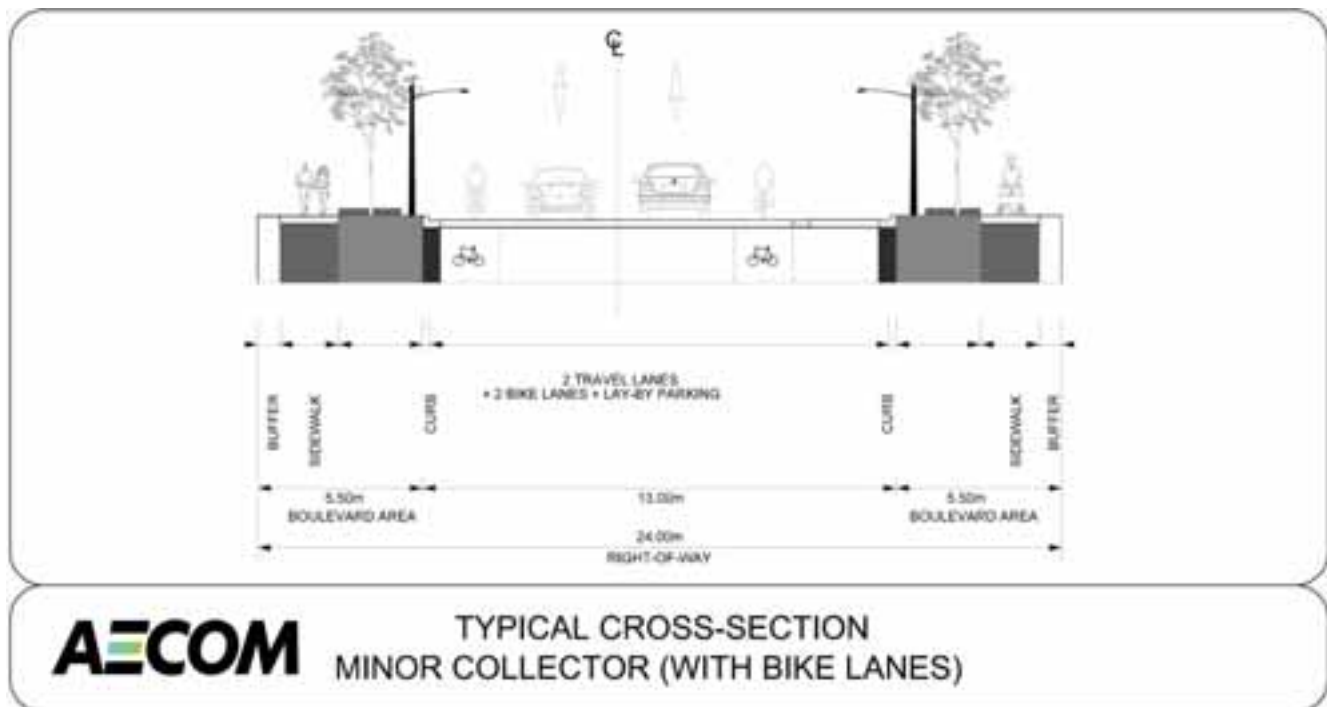 ℄
2 TRAVEL LANES
+ 2 BIKE LANES + LAY-BY PARKING
BUFFER
SIDEWALK
CURB
CURB
SIDEWALK
BUFFER
5.50m
BOULEVARD AREA
13.00m
5.50m
BOULEVARD AREA
24.00m
RIGHT-OF-WAY
AECOM
TYPICAL CROSS-SECTION
MINOR COLLECTOR (WITH BIKE LANES)